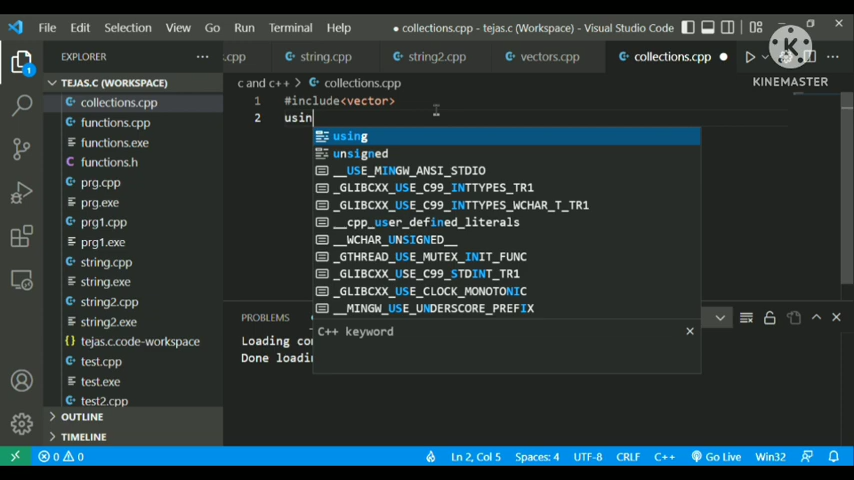 File Edit Selection View Go Run Terminal Help ● collections.cpp - tejas.c (Workspace) - Visual Studio Code
EXPLORER ··· .cpp string.cpp string2.cpp vectors.cpp collections.cpp ●
K
KINEMASTER
TEJAS.C (WORKSPACE) c and c++ > collections.cpp
collections.cpp
functions.cpp
functions.exe
functions.h
prg.cpp
prg.exe
prg1.cpp
prg1.exe
string.cpp
string.exe
string2.cpp
string2.exe
tejas.code-workspace
test.cpp
test.exe
test2.cpp
OUTLINE
TIMELINE
1 #include<vector>
2 usin
using
unsigned
__USE_MINGW_ANSI_STDIO
_GLIBCXX_USE_C99_INTTYPES_TR1
_GLIBCXX_USE_C99_INTTYPES_WCHAR_T_TR1
__cpp_user_defined_literals
__WCHAR_UNSIGNED__
_GTHREAD_USE_MUTEX_INIT_FUNC
_GLIBCXX_USE_C99_STDINT_TR1
_GLIBCXX_USE_CLOCK_MONOTONIC
__MINGW_USE_UNDERSCORE_PREFIX
C++ keyword
PROBLEMS
Loading con
Done loadin
1
0 0 Ln 2, Col 5 Spaces: 4 UTF-8 CRLF C++ Go Live Win32